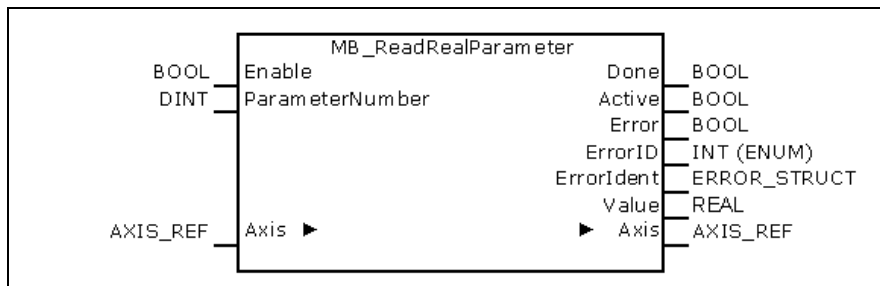 MB_ReadRealParameter
BOOL Enable Done BOOL
DINT ParameterNumber Active BOOL
Error BOOL
ErrorID INT (ENUM)
ErrorIdent ERROR_STRUCT
Value REAL
AXIS_REF Axis ► ► Axis AXIS_REF